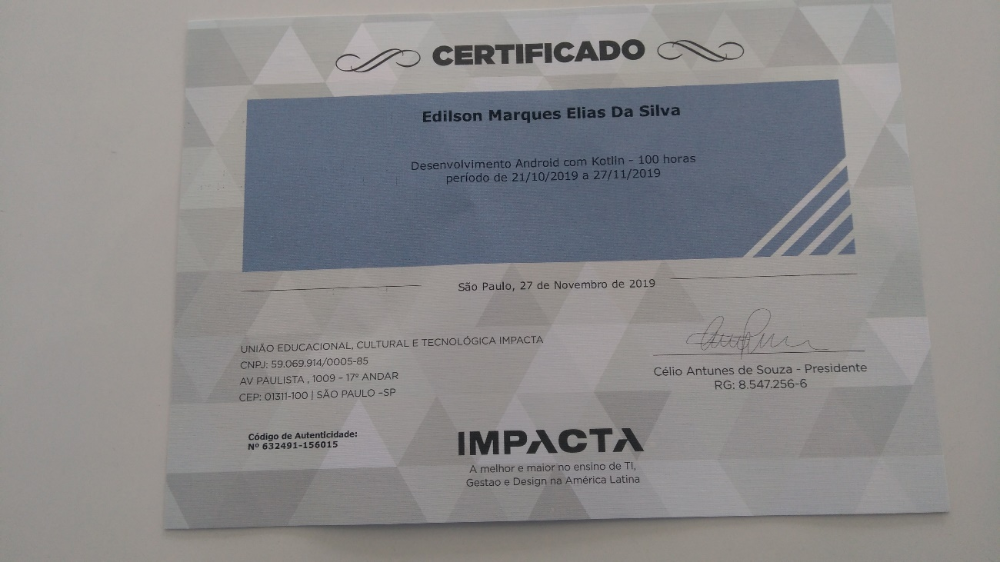 CERTIFICADO
Edilson Marques Elias Da Silva
Desenvolvimento Android com Kotlin - 100 horas
período de 21/10/2019 a 27/11/2019
São Paulo, 27 de Novembro de 2019
UNIÃO EDUCACIONAL, CULTURAL E TECNOLÓGICA IMPACTA
CNPJ: 59.069.914/0005-85
AV PAULISTA , 1009 – 17º ANDAR
CEP: 01311-100 | SÃO PAULO –SP
Célio Antunes de Souza - Presidente
RG: 8.547.256-6
Código de Autenticidade:
Nº 632491-156015
IMPACTA
A melhor e maior no ensino de TI,
Gestao e Design na América Latina